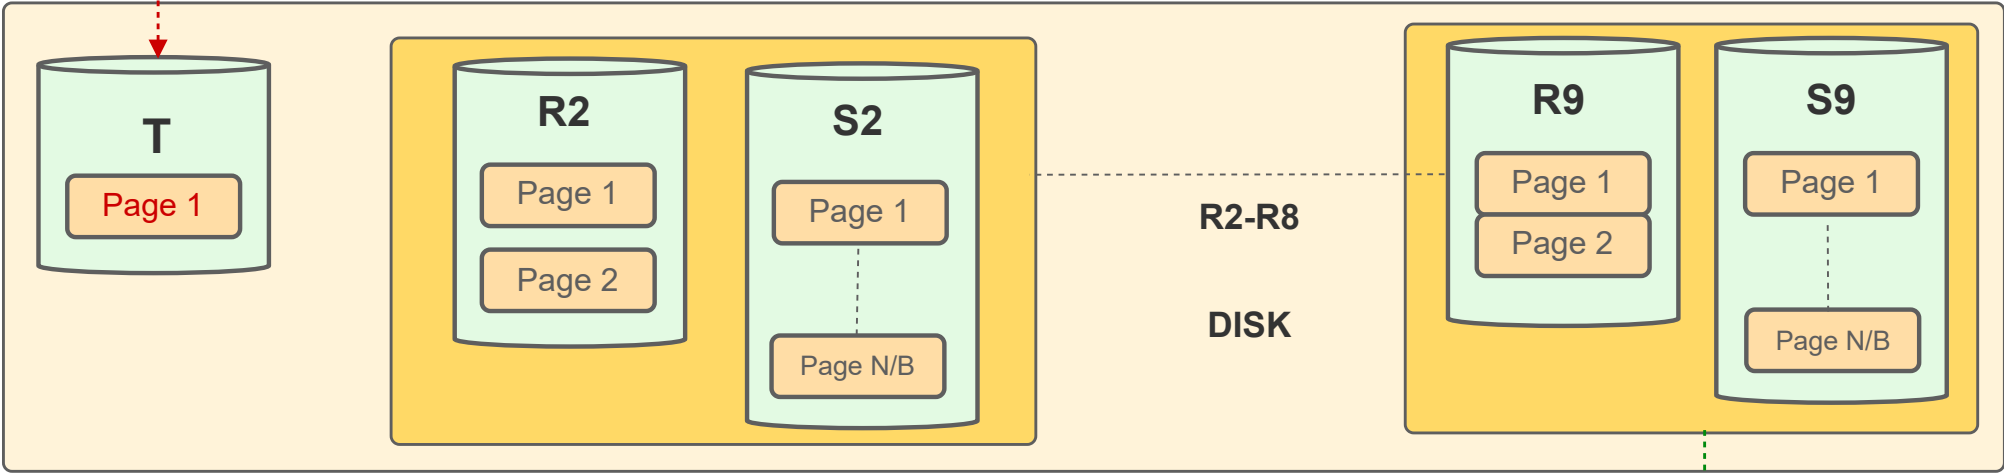 T
Page 1
R2
Page 1
Page 2
S2
Page 1
Page N/B
R2-R8
DISK
R9
Page 1
Page 2
S9
Page 1
Page N/B